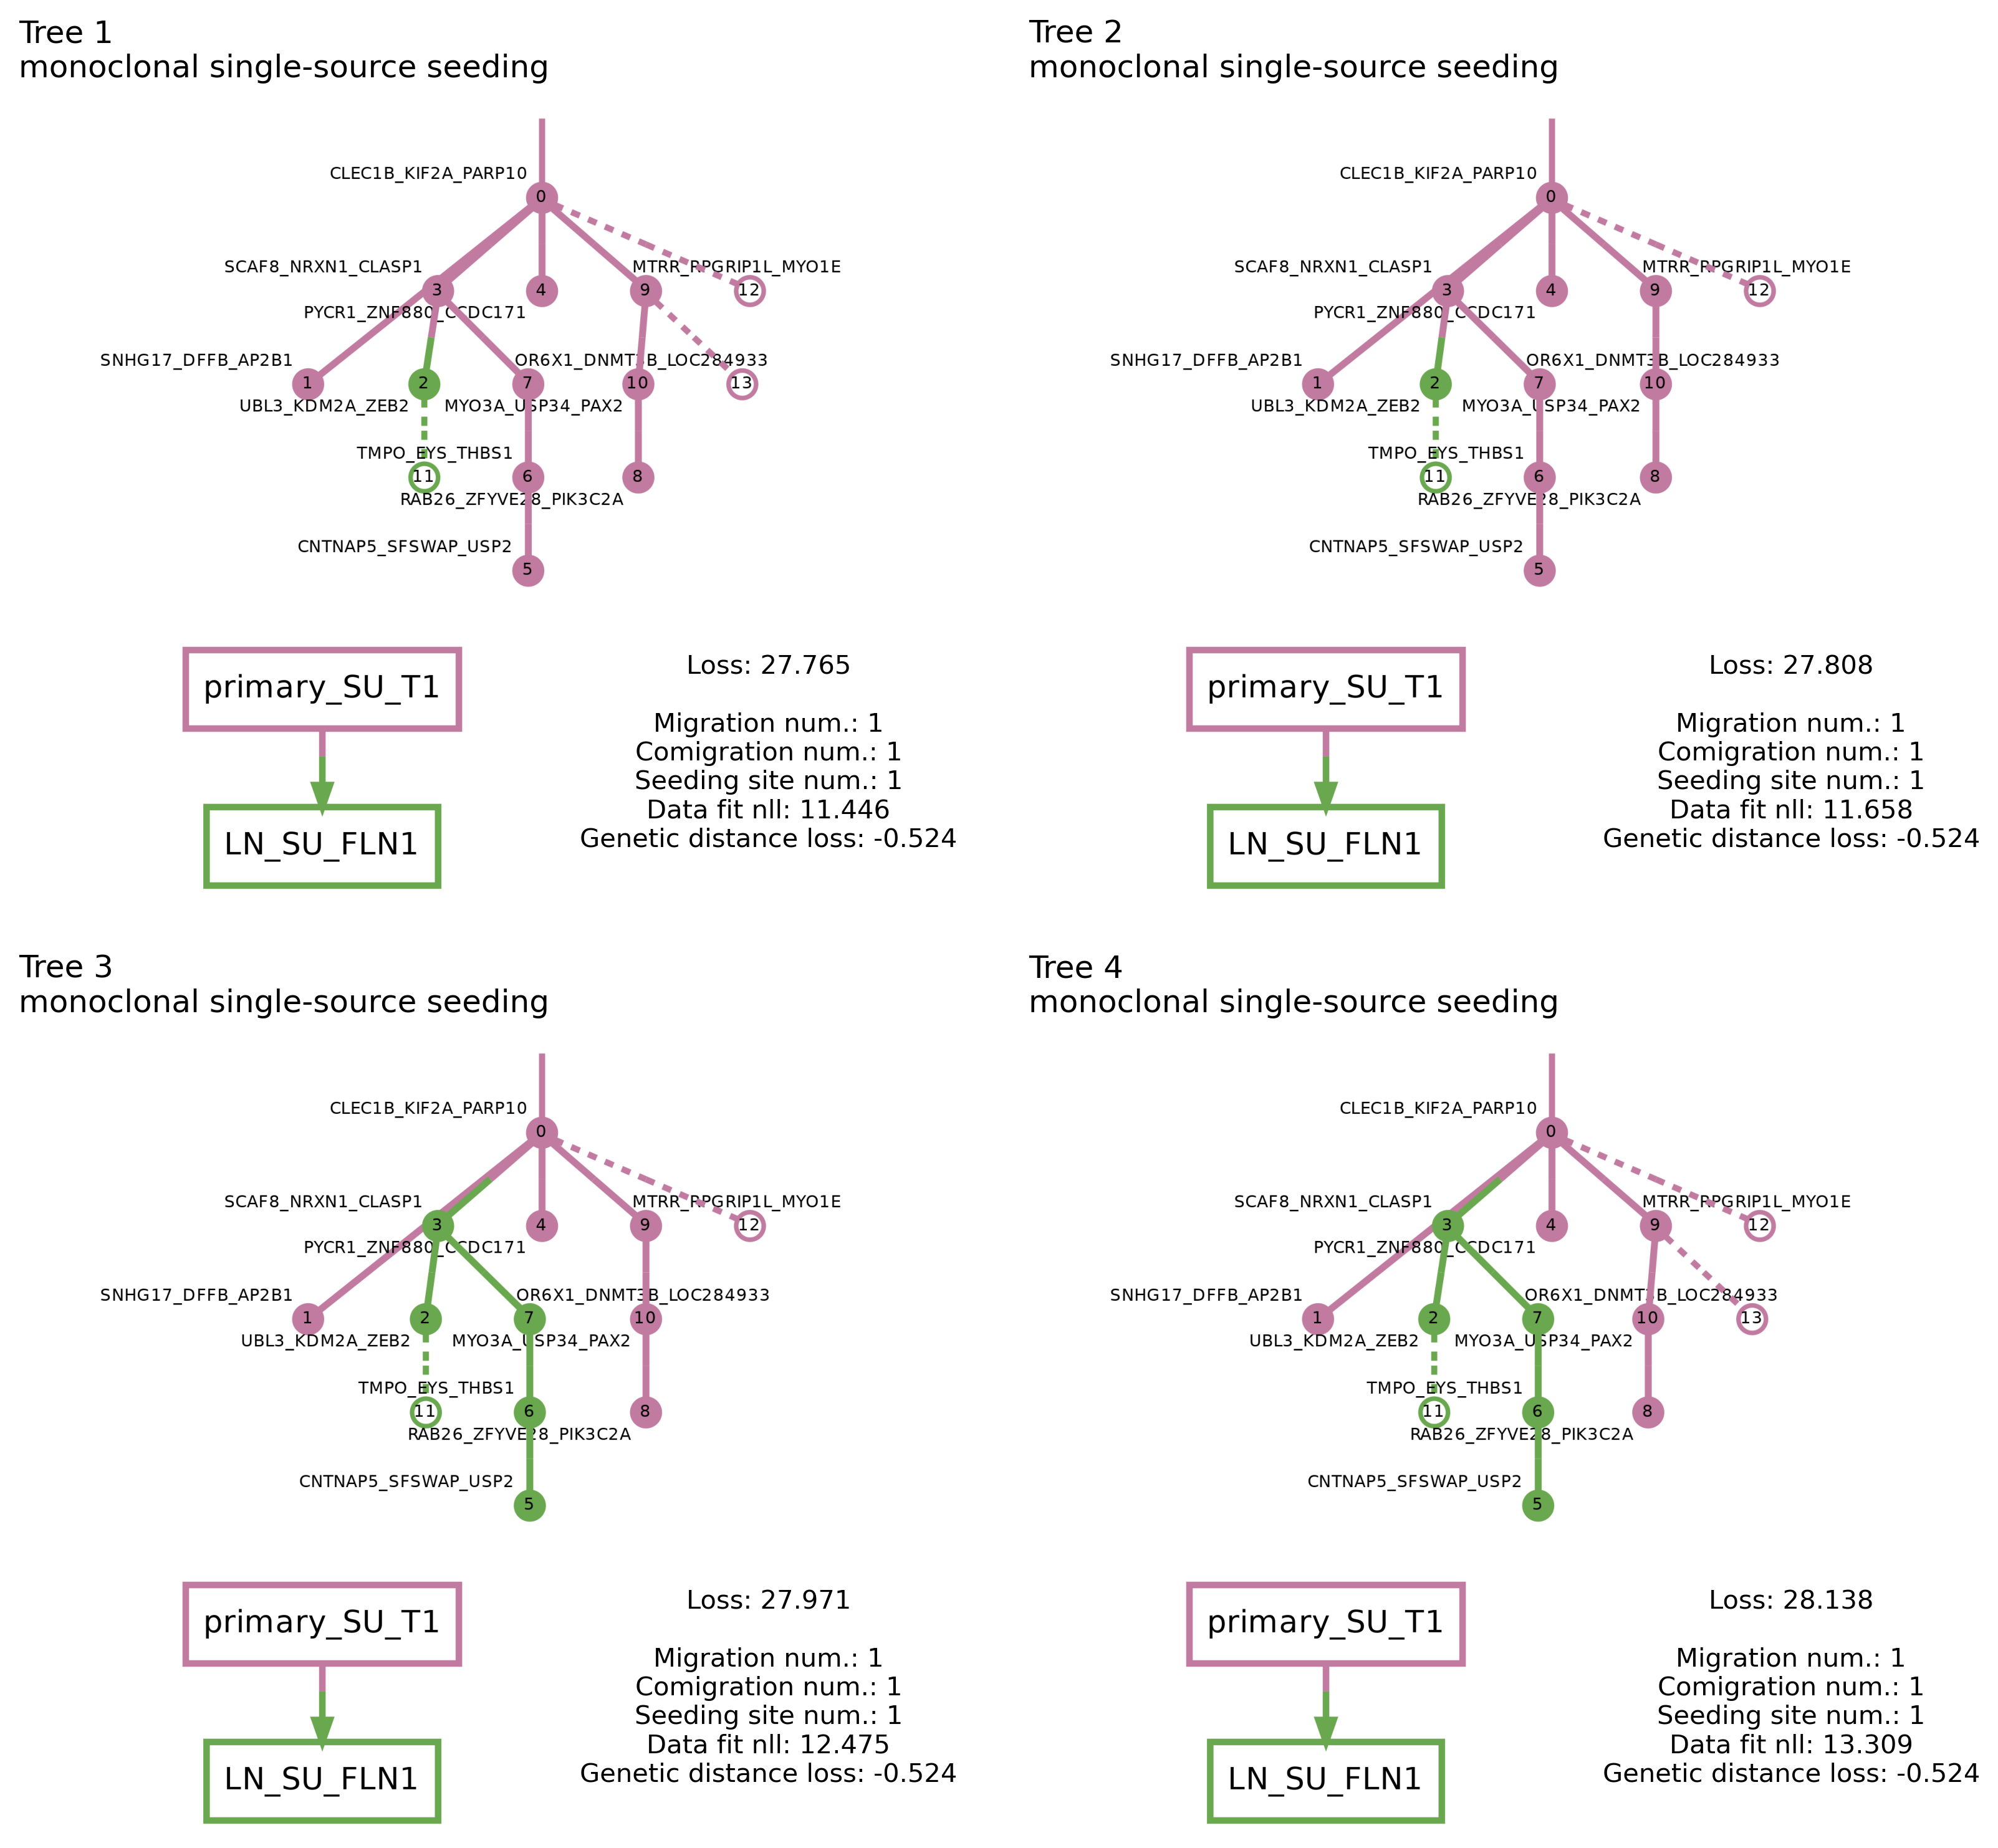 Tree 1
monoclonal single-source seeding
CLEC1B_KIF2A_PARP10
0
SCAF8_NRXN1_CLASP1
MTRR_RPGRIP1L_MYO1E
3
4
9
12
PYCR1_ZNF880_CCDC171
SNHG17_DFFB_AP2B1
OR6X1_DNMT3B_LOC284933
1
2
7
10
13
UBL3_KDM2A_ZEB2
MYO3A_USP34_PAX2
TMPO_EYS_THBS1
11
6
8
RAB26_ZFYVE28_PIK3C2A
CNTNAP5_SFSWAP_USP2
5
primary_SU_T1
LN_SU_FLN1
Loss: 27.765
Migration num.: 1
Comigration num.: 1
Seeding site num.: 1
Data fit nll: 11.446
Genetic distance loss: -0.524
Tree 2
monoclonal single-source seeding
CLEC1B_KIF2A_PARP10
0
SCAF8_NRXN1_CLASP1
MTRR_RPGRIP1L_MYO1E
3
4
9
12
PYCR1_ZNF880_CCDC171
SNHG17_DFFB_AP2B1
OR6X1_DNMT3B_LOC284933
1
2
7
10
UBL3_KDM2A_ZEB2
MYO3A_USP34_PAX2
TMPO_EYS_THBS1
11
6
8
RAB26_ZFYVE28_PIK3C2A
CNTNAP5_SFSWAP_USP2
5
primary_SU_T1
LN_SU_FLN1
Loss: 27.808
Migration num.: 1
Comigration num.: 1
Seeding site num.: 1
Data fit nll: 11.658
Genetic distance loss: -0.524
Tree 3
monoclonal single-source seeding
CLEC1B_KIF2A_PARP10
0
SCAF8_NRXN1_CLASP1
MTRR_RPGRIP1L_MYO1E
3
4
9
12
PYCR1_ZNF880_CCDC171
SNHG17_DFFB_AP2B1
OR6X1_DNMT3B_LOC284933
1
2
7
10
UBL3_KDM2A_ZEB2
MYO3A_USP34_PAX2
TMPO_EYS_THBS1
11
6
8
RAB26_ZFYVE28_PIK3C2A
CNTNAP5_SFSWAP_USP2
5
primary_SU_T1
LN_SU_FLN1
Loss: 27.971
Migration num.: 1
Comigration num.: 1
Seeding site num.: 1
Data fit nll: 12.475
Genetic distance loss: -0.524
Tree 4
monoclonal single-source seeding
CLEC1B_KIF2A_PARP10
0
SCAF8_NRXN1_CLASP1
MTRR_RPGRIP1L_MYO1E
3
4
9
12
PYCR1_ZNF880_CCDC171
SNHG17_DFFB_AP2B1
OR6X1_DNMT3B_LOC284933
1
2
7
10
13
UBL3_KDM2A_ZEB2
MYO3A_USP34_PAX2
TMPO_EYS_THBS1
11
6
8
RAB26_ZFYVE28_PIK3C2A
CNTNAP5_SFSWAP_USP2
5
primary_SU_T1
LN_SU_FLN1
Loss: 28.138
Migration num.: 1
Comigration num.: 1
Seeding site num.: 1
Data fit nll: 13.309
Genetic distance loss: -0.524